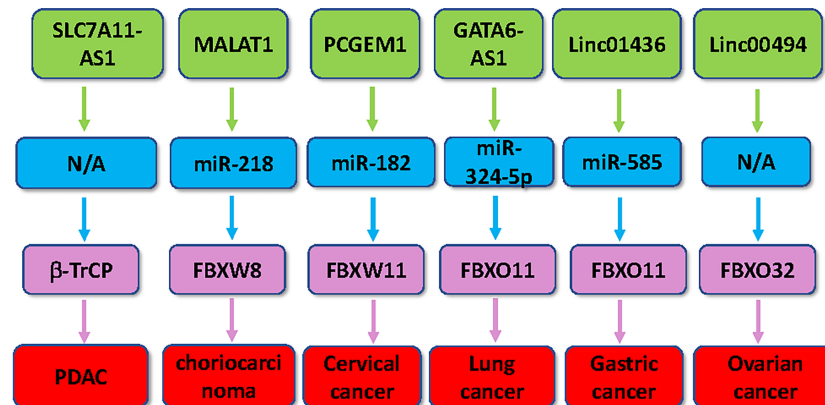 SLC7A11-
AS1
MALAT1
PCGEM1
GATA6-
AS1
Linc01436
Linc00494
N/A
miR-218
miR-182
miR-
324-5p
miR-585
N/A
β-TrCP
FBXW8
FBXW11
FBXO11
FBXO11
FBXO32
PDAC
choriocarci
noma
Cervical
cancer
Lung
cancer
Gastric
cancer
Ovarian
cancer